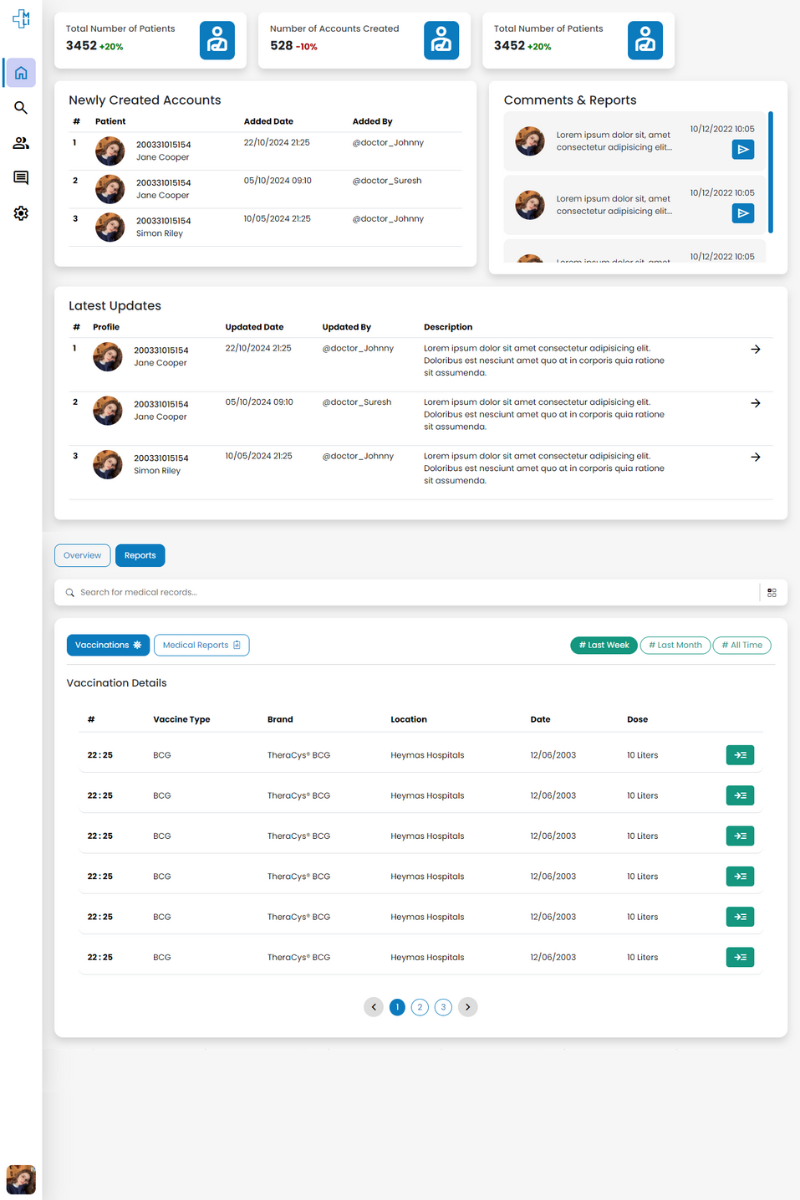 Total Number of Patients
3452 +20%
Number of Accounts Created
528 -10%
Total Number of Patients
3452 +20%
Newly Created Accounts
# Patient Added Date Added By
1 200331015154 22/10/2024 21:25 @doctor_Johnny
Jane Cooper
2 200331015154 05/10/2024 09:10 @doctor_Suresh
Jane Cooper
3 200331015154 10/05/2024 21:25 @doctor_Johnny
Simon Riley
Comments & Reports
10/12/2022 10:05
Lorem ipsum dolor sit, amet
consectetur adipisicing elit...
10/12/2022 10:05
Lorem ipsum dolor sit, amet
consectetur adipisicing elit...
10/12/2022 10:05
Lorem ipsum dolor sit, amet
Latest Updates
# Profile Updated Date Updated By Description
1 200331015154 22/10/2024 21:25 @doctor_Johnny Lorem ipsum dolor sit amet consectetur adipisicing elit.
Jane Cooper Doloribus est nesciunt amet quo at in corporis quia ratione
sit assumenda.
2 200331015154 05/10/2024 09:10 @doctor_Suresh Lorem ipsum dolor sit amet consectetur adipisicing elit.
Jane Cooper Doloribus est nesciunt amet quo at in corporis quia ratione
sit assumenda.
3 200331015154 10/05/2024 21:25 @doctor_Johnny Lorem ipsum dolor sit amet consectetur adipisicing elit.
Simon Riley Doloribus est nesciunt amet quo at in corporis quia ratione
sit assumenda.
Overview Reports
Search for medical records...
Vaccinations Medical Reports # Last Week # Last Month # All Time
Vaccination Details
# Vaccine Type Brand Location Date Dose
22 : 25 BCG TheraCys® BCG Heymas Hospitals 12/06/2003 10 Liters
22 : 25 BCG TheraCys® BCG Heymas Hospitals 12/06/2003 10 Liters
22 : 25 BCG TheraCys® BCG Heymas Hospitals 12/06/2003 10 Liters
22 : 25 BCG TheraCys® BCG Heymas Hospitals 12/06/2003 10 Liters
22 : 25 BCG TheraCys® BCG Heymas Hospitals 12/06/2003 10 Liters
22 : 25 BCG TheraCys® BCG Heymas Hospitals 12/06/2003 10 Liters
1 2 3